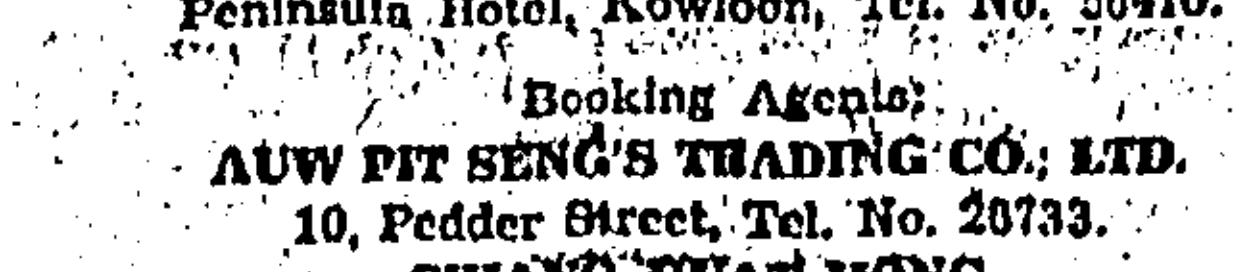 Peninsula Hotel, Kowloon, Tel. No.
Booking Agents:
AUW PIT SENG'S TRADING CO., LTD.
10, Pedder Street, Tel. No. 20733.